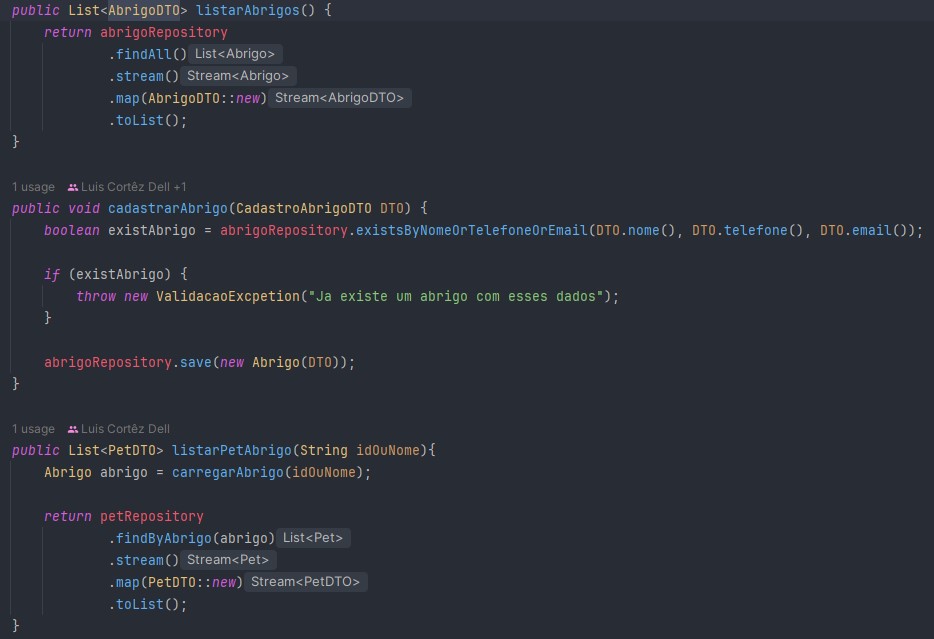 public List<AbrigoDTO> listarAbrigos() {
return abrigoRepository
.findAll() List<Abrigo>
.stream() Stream<Abrigo>
.map(AbrigoDTO::new) Stream<AbrigoDTO>
.toList();
}
1 usage Luis Cortêz Dell +1
public void cadastrarAbrigo(CadastroAbrigoDTO DTO) {
boolean existAbrigo = abrigoRepository.existsByNomeOrTelefoneOrEmail(DTO.nome(), DTO.telefone(), DTO.email());
if (existAbrigo) {
throw new ValidacaoExcpetion("Ja existe um abrigo com esses dados");
}
abrigoRepository.save(new Abrigo(DTO));
}
1 usage Luis Cortêz Dell
public List<PetDTO> listarPetAbrigo(String idOuNome){
Abrigo abrigo = carregarAbrigo(idOuNome);
return petRepository
.findByAbrigo(abrigo) List<Pet>
.stream() Stream<Pet>
.map(PetDTO::new) Stream<PetDTO>
.toList();
}